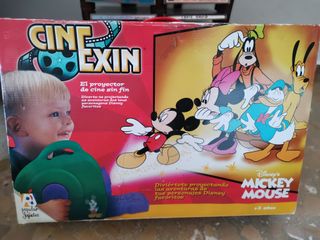 CINE
EXIN
El proyector
de cine sin fin
Disney's
MICKEY
MOUSE
Diviértete proyectando
las aventuras de
tus personajes Disney
favoritos